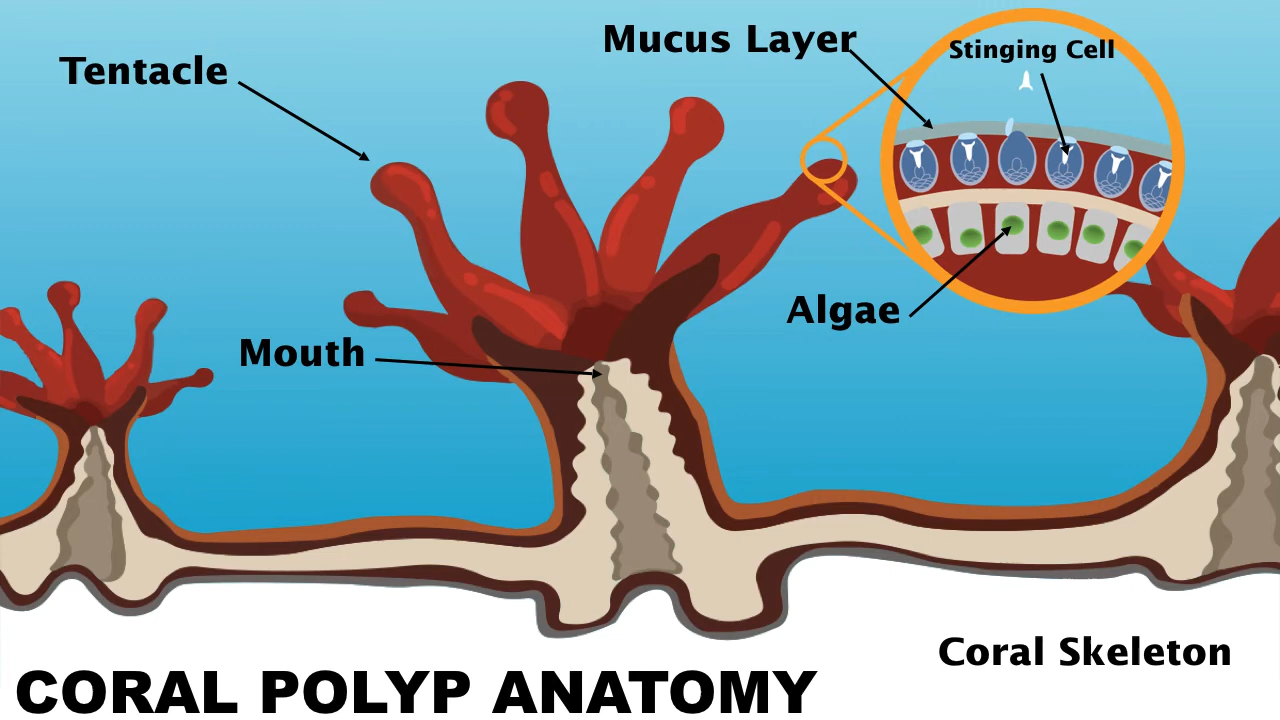 Mucus Layer
Stinging Cell
Tentacle
Algae
Mouth
Coral Skeleton
CORAL POLYP ANATOMY